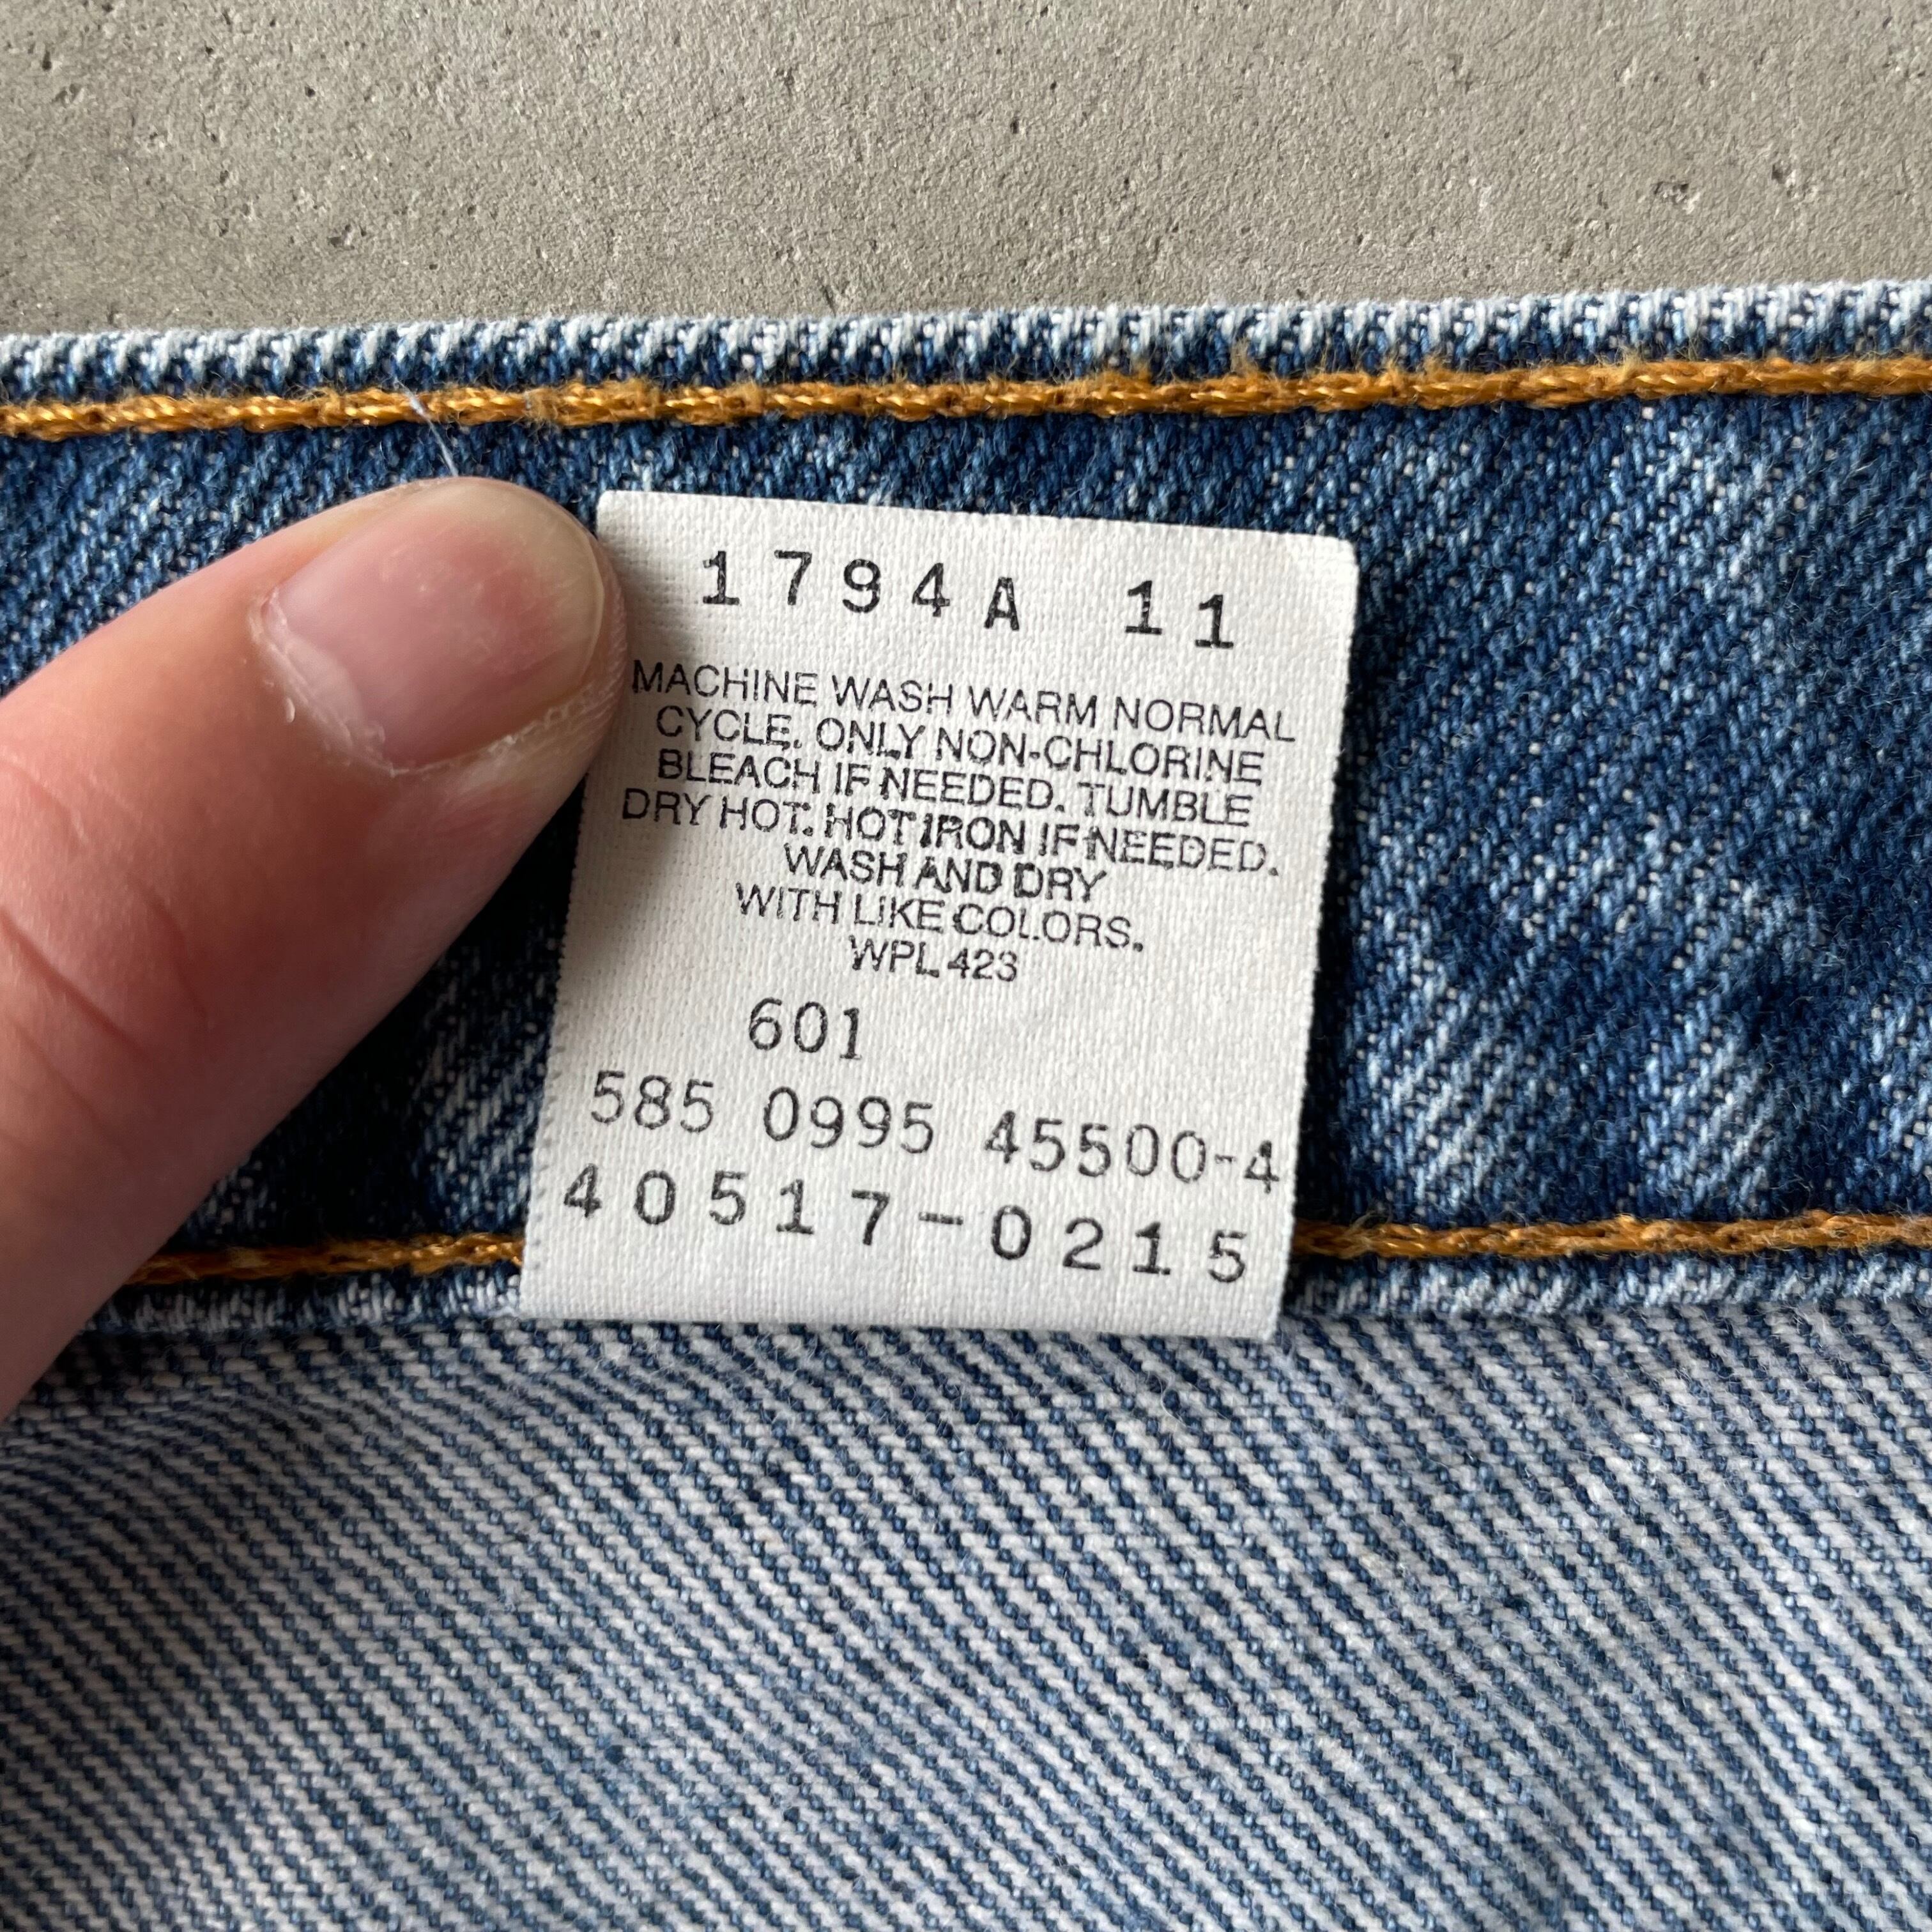 1794A 11
MACHINE WASH WARM NORMAL
CYCLE. ONLY NON-CHLORINE
BLEACH IF NEEDED. TUMBLE
DRY HOT. HOT IRON IF NEEDED.
WASH AND DRY
WITH LIKE COLORS.
WPL 423
601
585 0995 45500-4
40517-0215